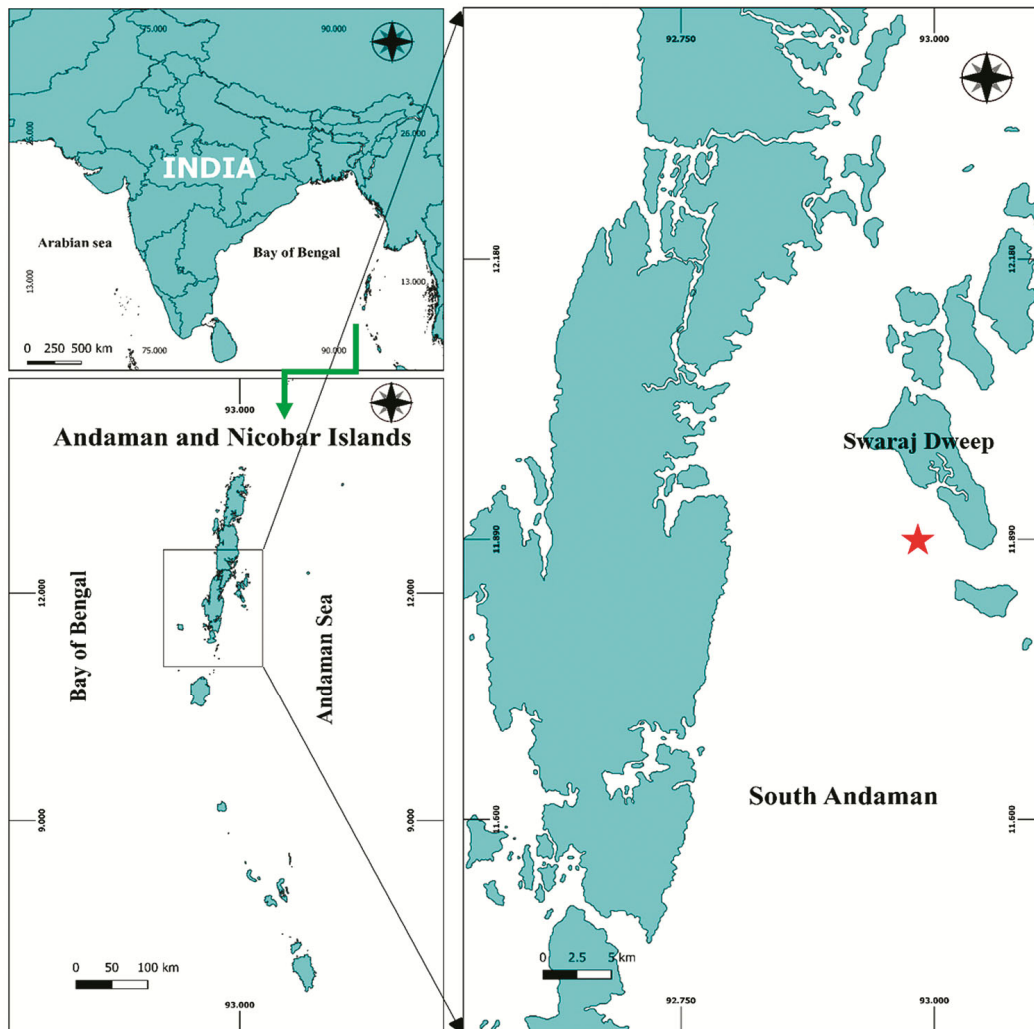 75.000
90.000
26.000
26.000
INDIA
Arabian sea
Bay of Bengal
13.000
13.000
0 250 500 km
75.000
90.000
93.000
Andaman and Nicobar Islands
12.000
12.000
Bay of Bengal
Andaman Sea
9.000
9.000
0 50 100 km
93.000
92.750
93.000
12.180
12.180
Swaraj Dweep
11.890
11.890
South Andaman
11.600
11.600
0 2.5 5 km
92.750
93.000